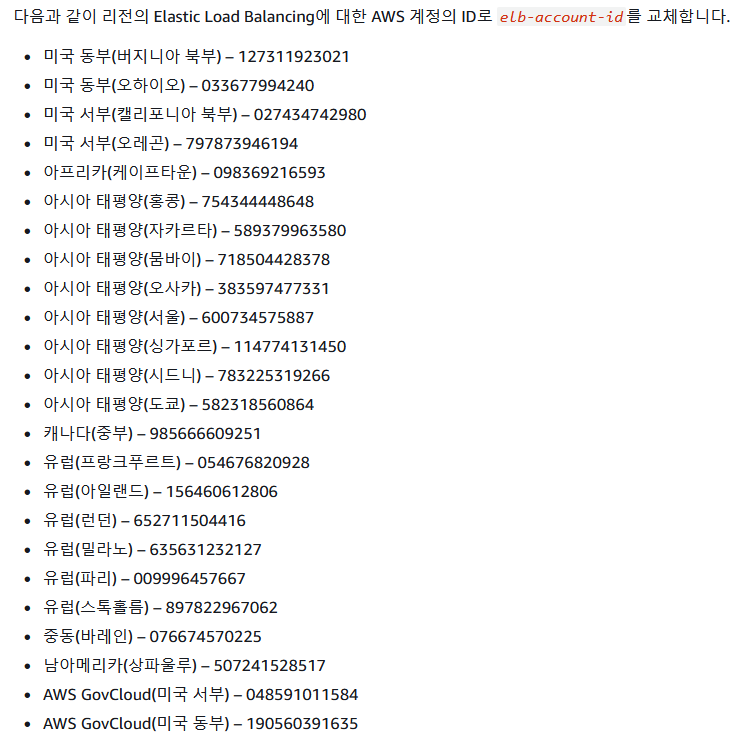 다음과 같이 리전의 Elastic Load Balancing에 대한 AWS 계정의 ID로 elb-account-id를 교체합니다.
• 미국 동부(버지니아 북부) – 127311923021
• 미국 동부(오하이오) – 033677994240
• 미국 서부(캘리포니아 북부) – 027434742980
• 미국 서부(오레곤) – 797873946194
• 아프리카(케이프타운) – 098369216593
• 아시아 태평양(홍콩) – 754344448648
• 아시아 태평양(자카르타) – 589379963580
• 아시아 태평양(뭄바이) – 718504428378
• 아시아 태평양(오사카) – 383597477331
• 아시아 태평양(서울) – 600734575887
• 아시아 태평양(싱가포르) – 114774131450
• 아시아 태평양(시드니) – 783225319266
• 아시아 태평양(도쿄) – 582318560864
• 캐나다(중부) – 985666609251
• 유럽(프랑크푸르트) – 054676820928
• 유럽(아일랜드) – 156460612806
• 유럽(런던) – 652711504416
• 유럽(밀라노) – 635631232127
• 유럽(파리) – 009996457667
• 유럽(스톡홀름) – 897822967062
• 중동(바레인) – 076674570225
• 남아메리카(상파울루) – 507241528517
• AWS GovCloud(미국 서부) – 048591011584
• AWS GovCloud(미국 동부) – 190560391635